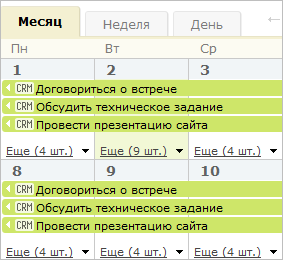 Месяц Неделя День
Пн Вт Ср
1 2 3
CRM Договориться о встрече
CRM Обсудить техническое задание
CRM Провести презентацию сайта
Еще (4 шт.) Еще (9 шт.) Еще (4 шт.)
8 9 10
CRM Договориться о встрече
CRM Обсудить техническое задание
CRM Провести презентацию сайта
Еще (4 шт.) Еще (4 шт.) Еще (4 шт.)